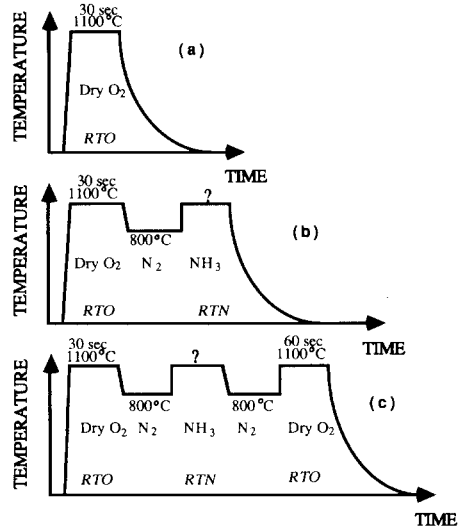 TEMPERATURE
30 sec
1100°C
(a)
Dry O2
RTO
TIME
TEMPERATURE
30 sec
1100°C
?
(b)
800°C
Dry O2 N2 NH3
RTO RTN
TIME
TEMPERATURE
30 sec 60 sec
1100°C ? 1100°C
(c)
800°C 800°C
Dry O2 N2 NH3 N2 Dry O2
RTO RTN RTO
TIME